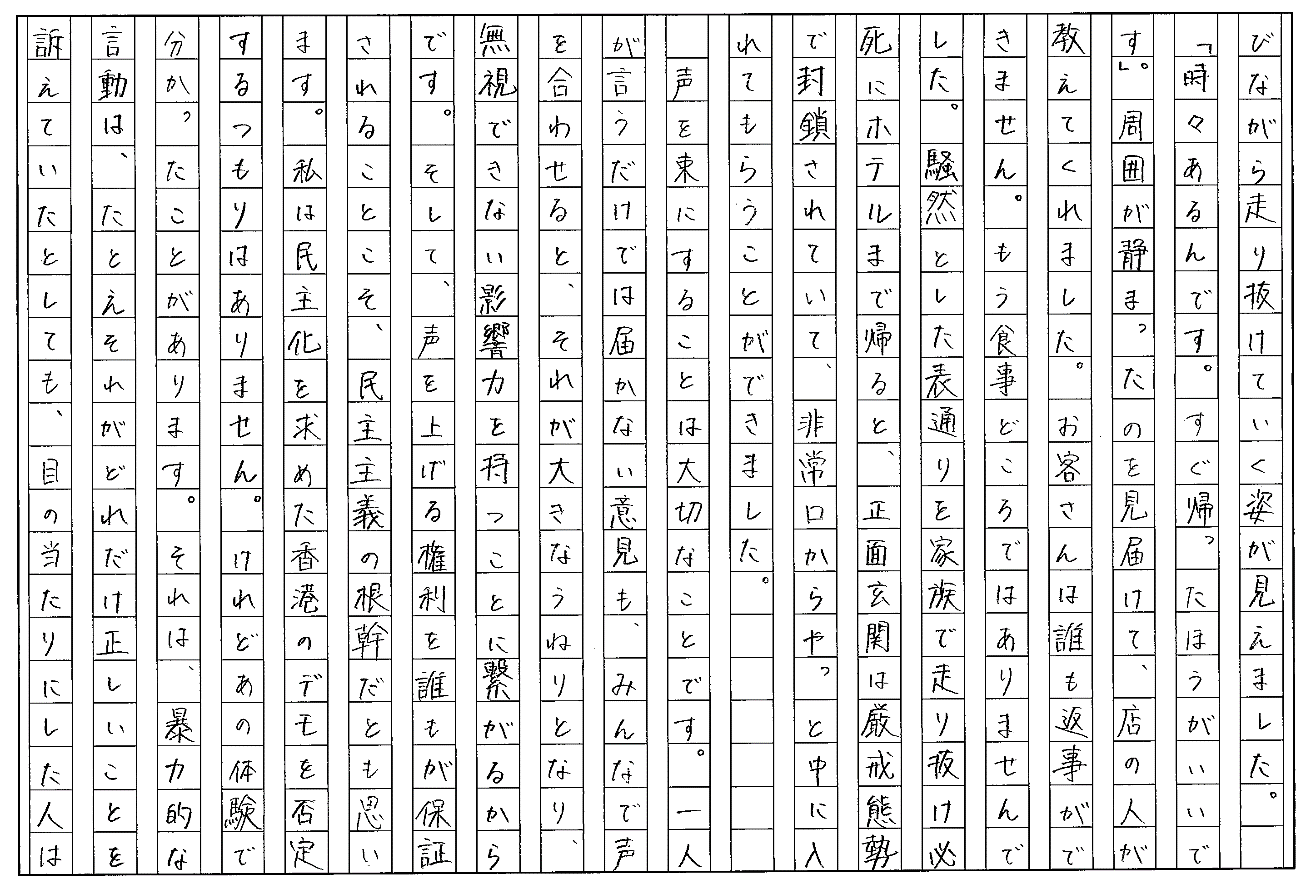 びながら走り抜けていく姿が見えました。
「時々あるんです。すぐ帰ったほうがいいで
す」。周囲が静まったのを見届けて、店の人が
教えてくれました。お客さんは誰も返事がで
きません。もう食事どころではありませんで
した。騒然とした表通りを家族で走り抜け必
死にホテルまで帰ると、正面玄関は厳戒態勢
で封鎖されていて、非常口からやっと中に入
れてもらうことができました。
声を束にすることは大切なことです。一人
が言うだけでは届かない意見も、みんなで声
を合わせると、それが大きなうねりとなり、
無視できない影響力を持つことに繋がるから
です。そして、声を上げる権利を誰もが保証
されることこそ、民主主義の根幹だとも思い
ます。私は民主化を求めた香港のデモを否定
するつもりはありません。けれどあの体験で
分かったことがあります。それは、暴力的な
言動は、たとえそれがどれだけ正しいことを
訴えていたとしても、目の当たりにした人は